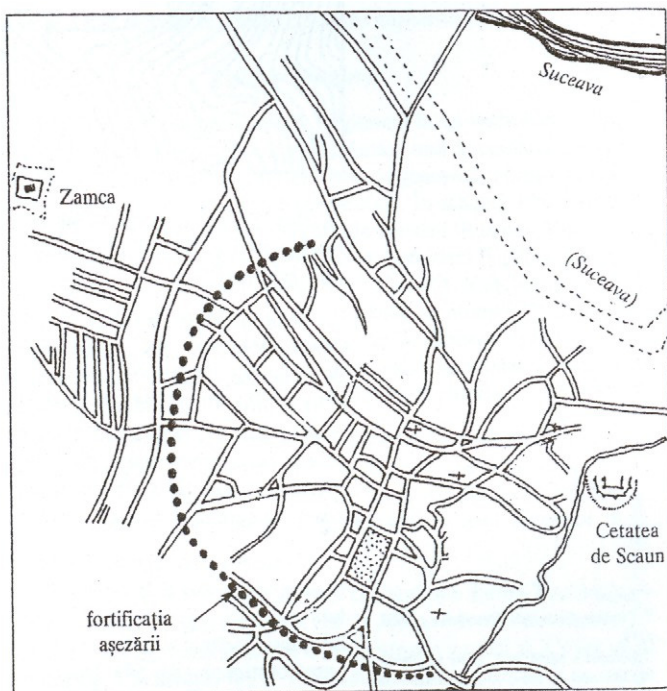 Suceava
Zamca
(Suceava)
Cetatea
de Scaun
fortificația
așezării